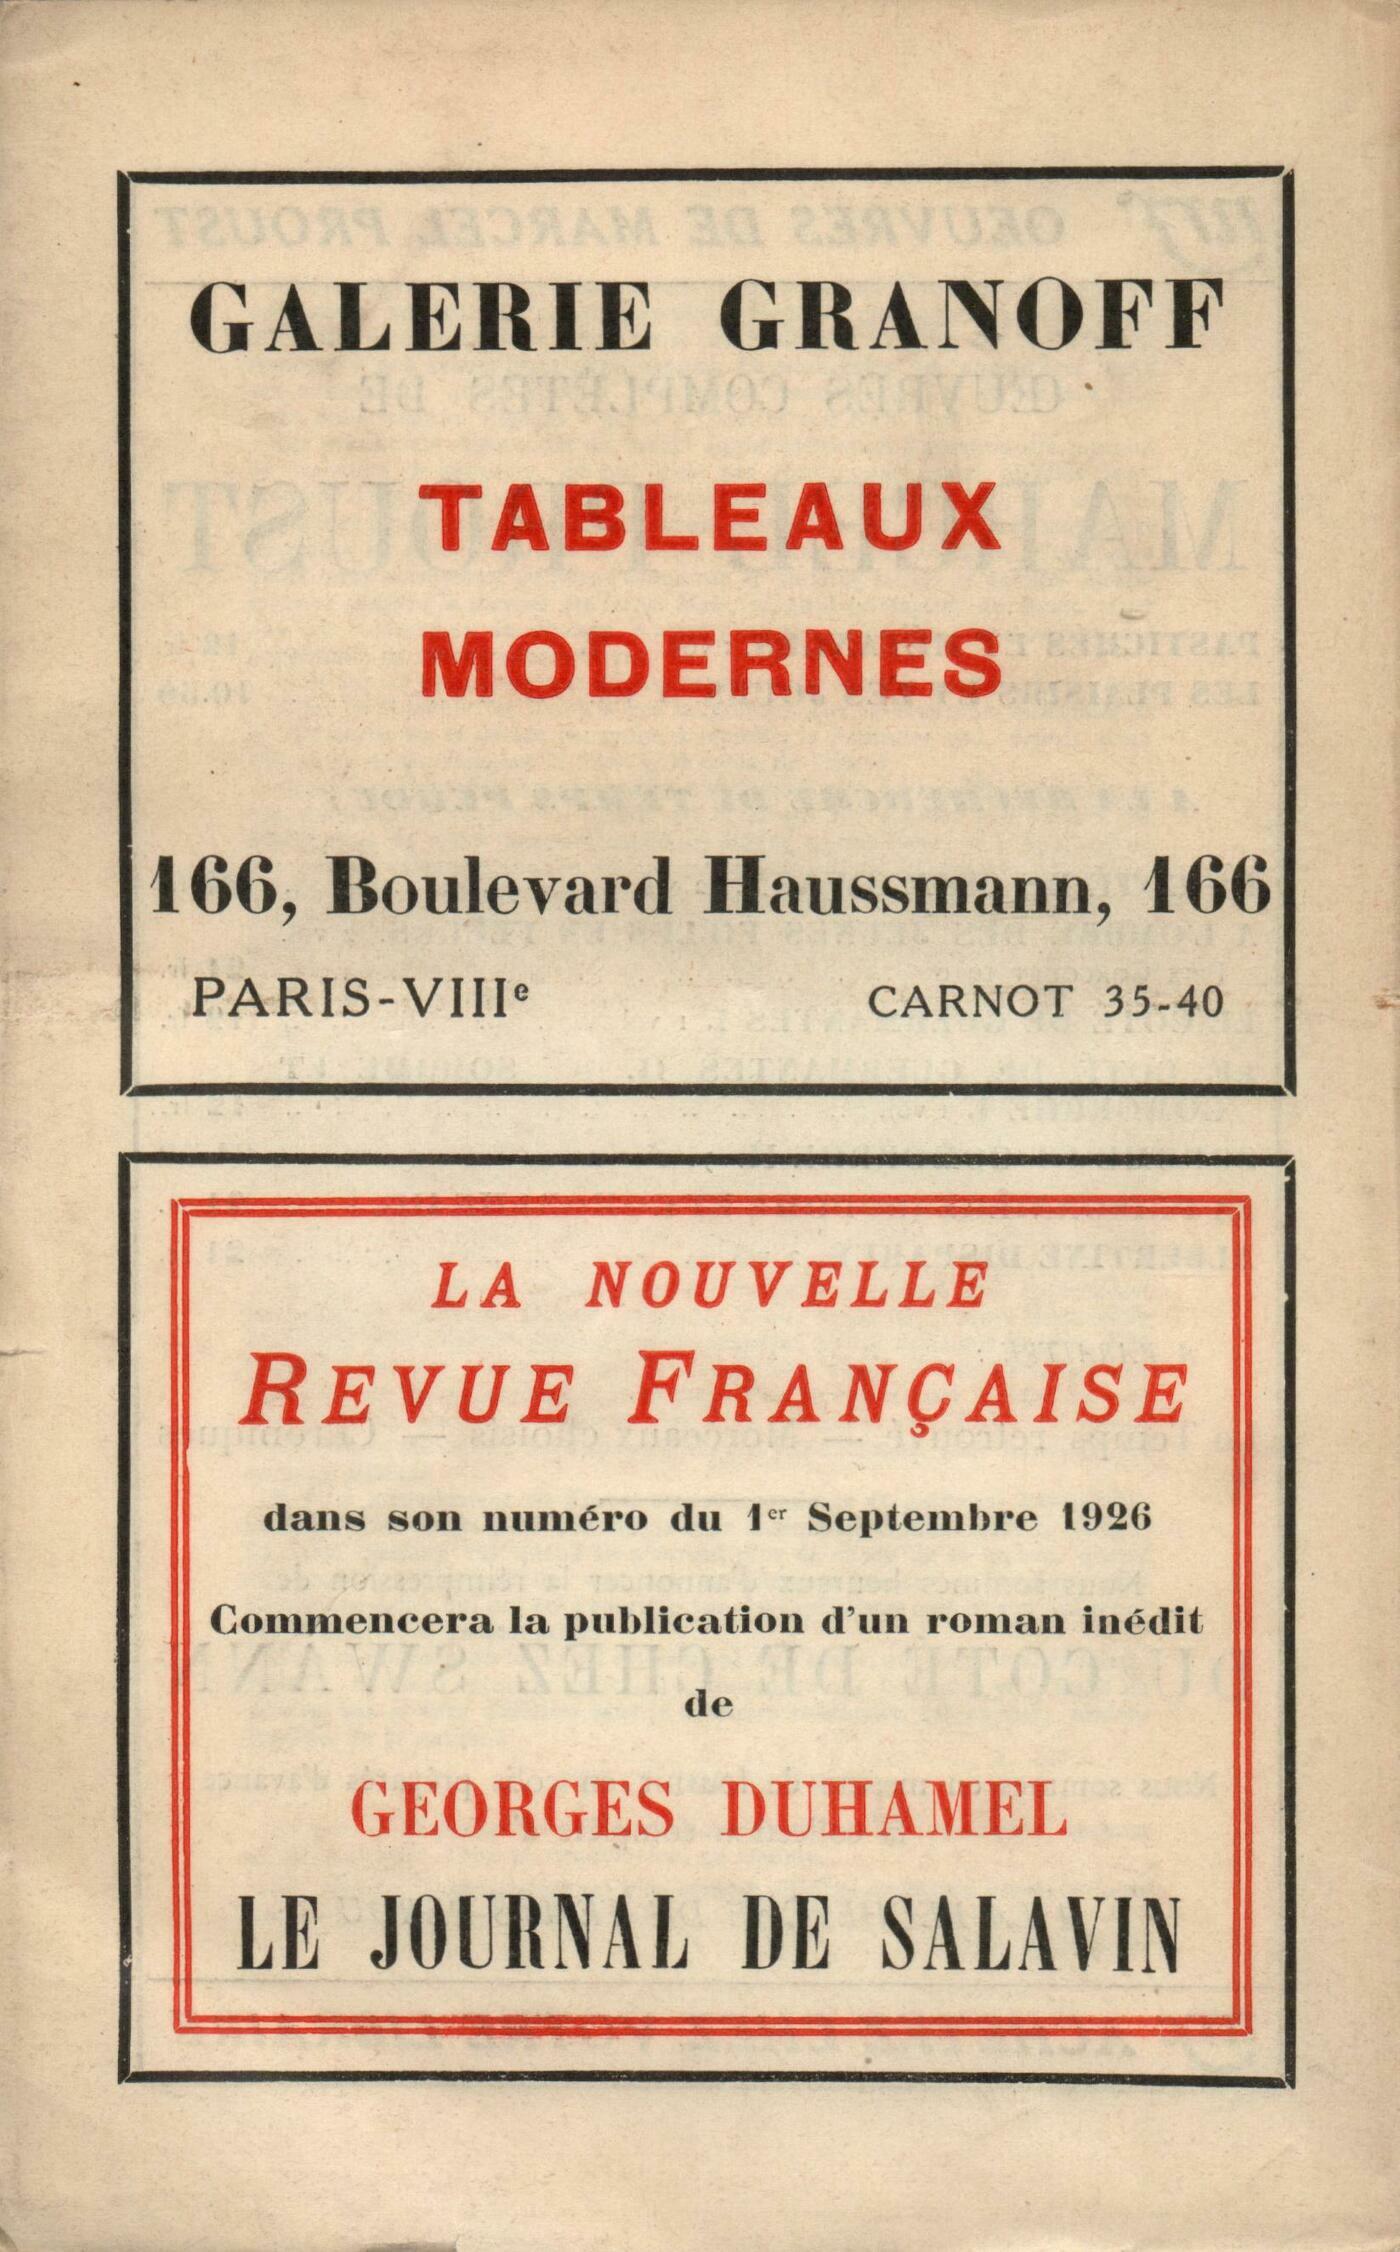 GALERIE GRANOFF
TABLEAUX
MODERNES
166, Boulevard Haussmann, 166
PARIS-VIIIe CARNOT 35-40
LA NOUVELLE
REVUE FRANÇAISE
dans son numéro du 1er Septembre 1926
Commencera la publication d'un roman inédit
de
GEORGES DUHAMEL
LE JOURNAL DE SALAVIN